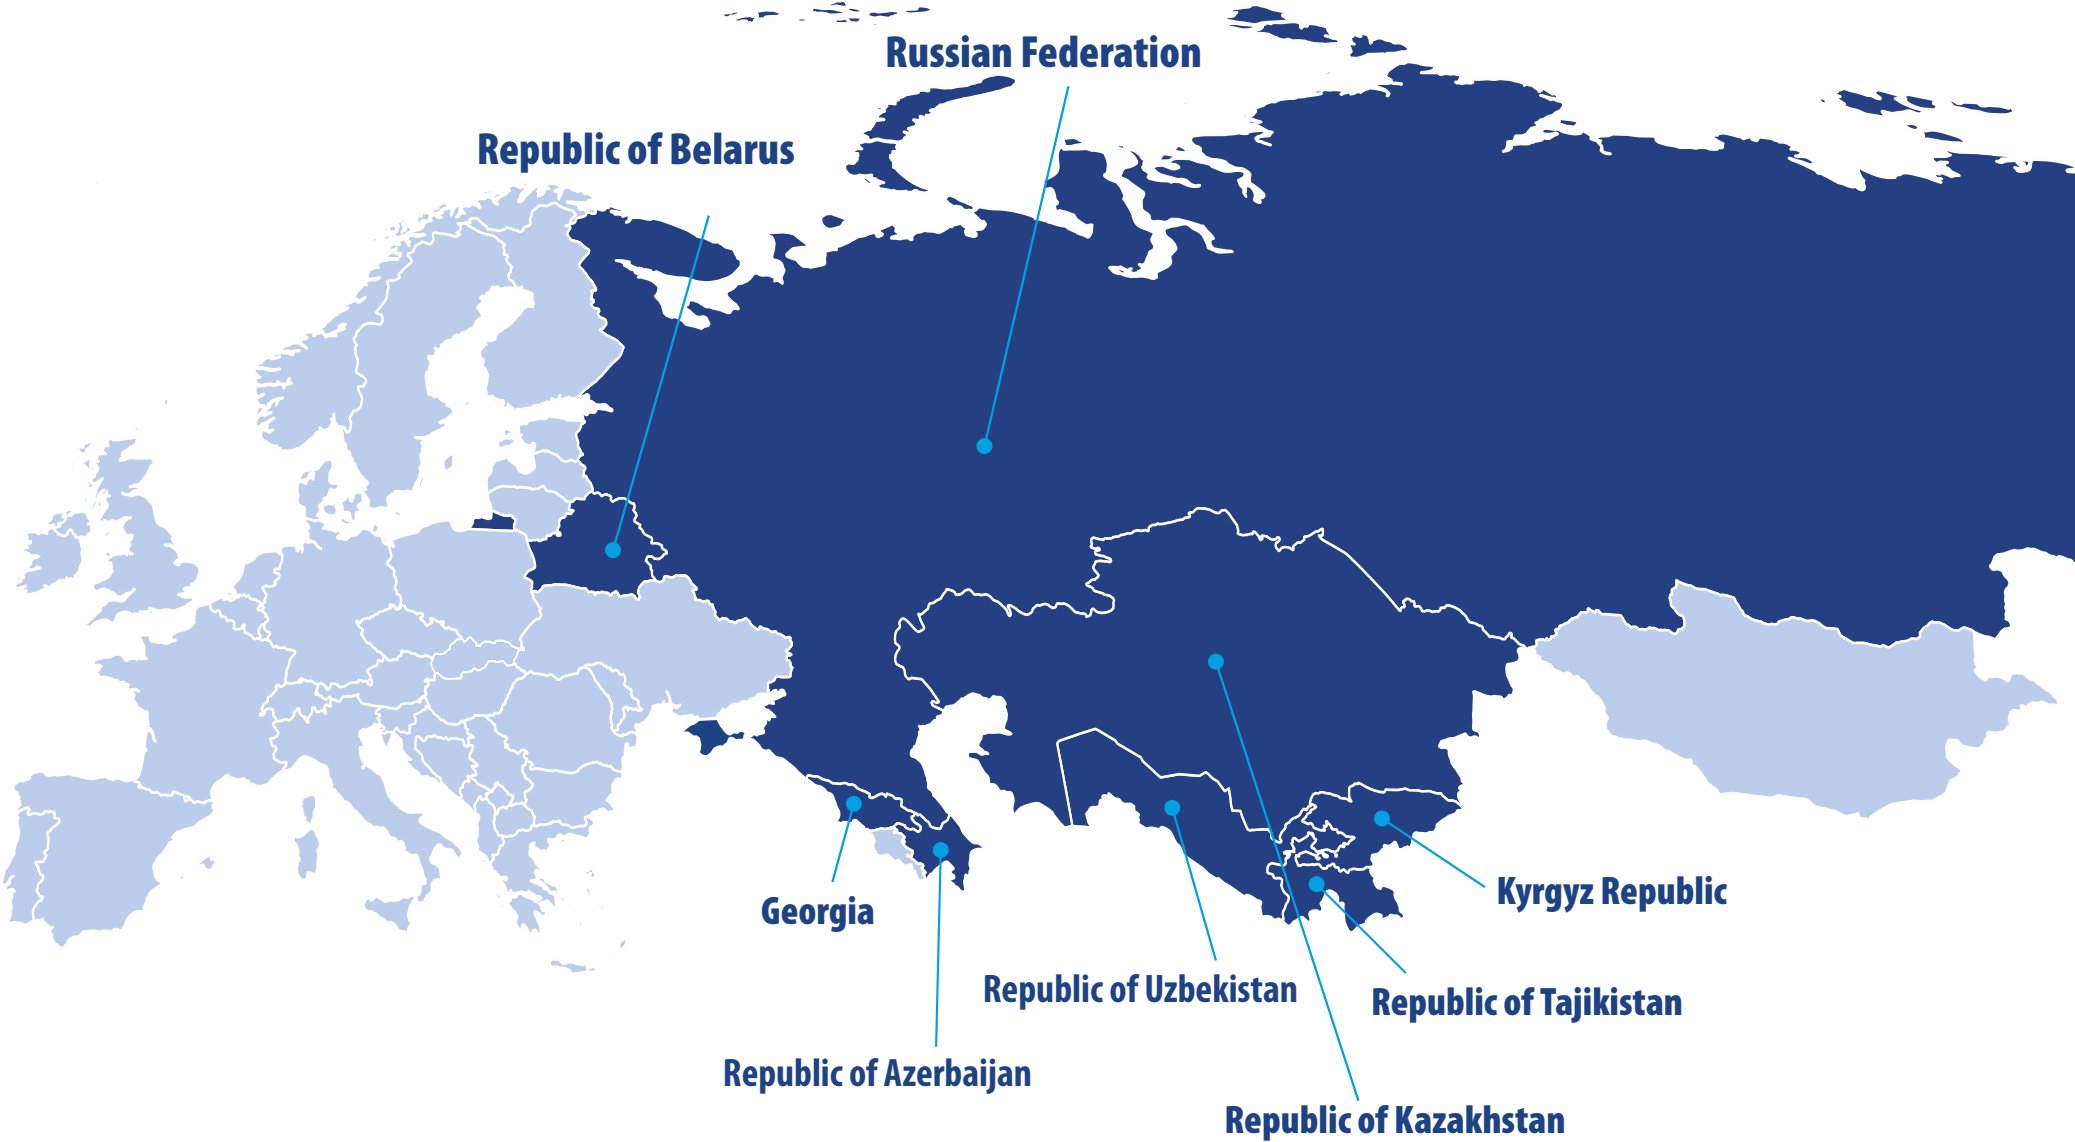 Russian Federation
Republic of Belarus
Kyrgyz Republic
Georgia
Republic of Uzbekistan
Republic of Tajikistan
Republic of Azerbaijan
Republic of Kazakhstan